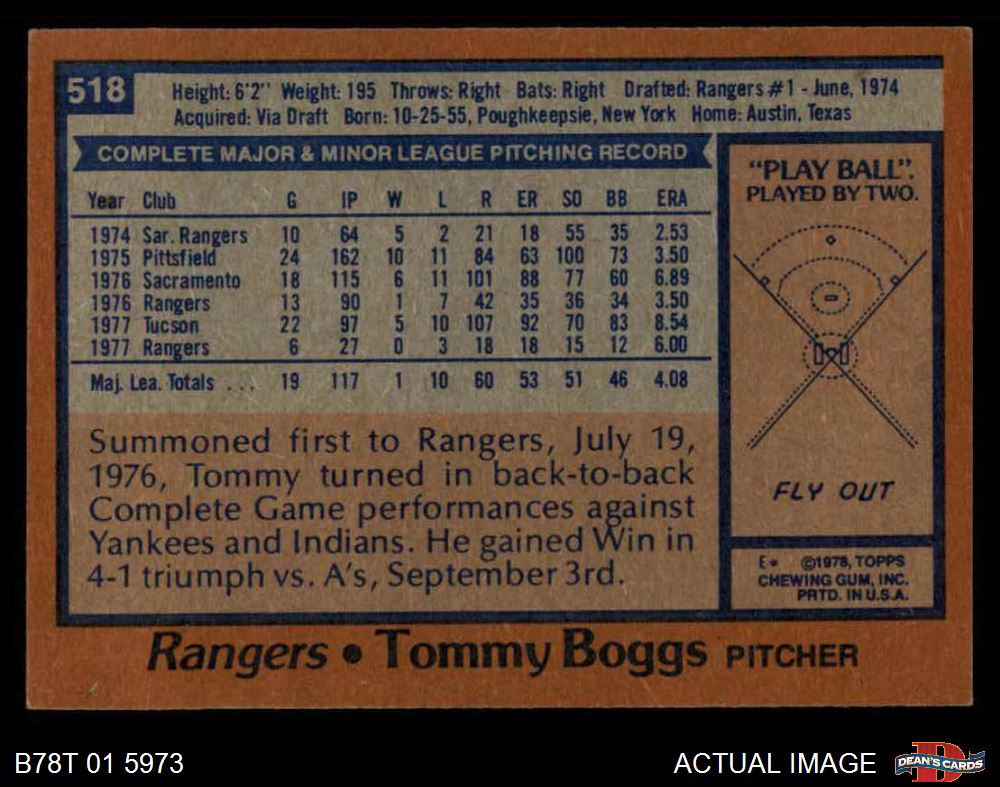 518
Height: 6'2" Weight: 195 Throws: Right Bats: Right Drafted: Rangers #1 - June, 1974
Acquired: Via Draft Born: 10-25-55, Poughkeepsie, New York Home: Austin, Texas
COMPLETE MAJOR & MINOR LEAGUE PITCHING RECORD
Year Club G IP W L R ER SO BB ERA
1974 Sar. Rangers 10 64 5 2 21 18 55 35 2.53
1975 Pittsfield 24 162 10 11 84 63 100 73 3.50
1976 Sacramento 18 115 6 11 101 88 77 60 6.89
1976 Rangers 13 90 1 7 42 35 36 34 3.50
1977 Tucson 22 97 5 10 107 92 70 83 8.54
1977 Rangers 6 27 0 3 18 18 15 12 6.00
Maj. Lea. Totals ... 19 117 1 10 60 53 51 46 4.08
Summoned first to Rangers, July 19,
1976, Tommy turned in back-to-back
Complete Game performances against
Yankees and Indians. He gained Win in
4-1 triumph vs. A's, September 3rd.
"PLAY BALL".
PLAYED BY TWO.
FLY OUT
E* ©1978, TOPPS
CHEWING GUM, INC.
PRTD. IN U.S.A.
Rangers • Tommy Boggs PITCHER
B78T 01 5973
ACTUAL IMAGE
D
DEAN'S CARDS